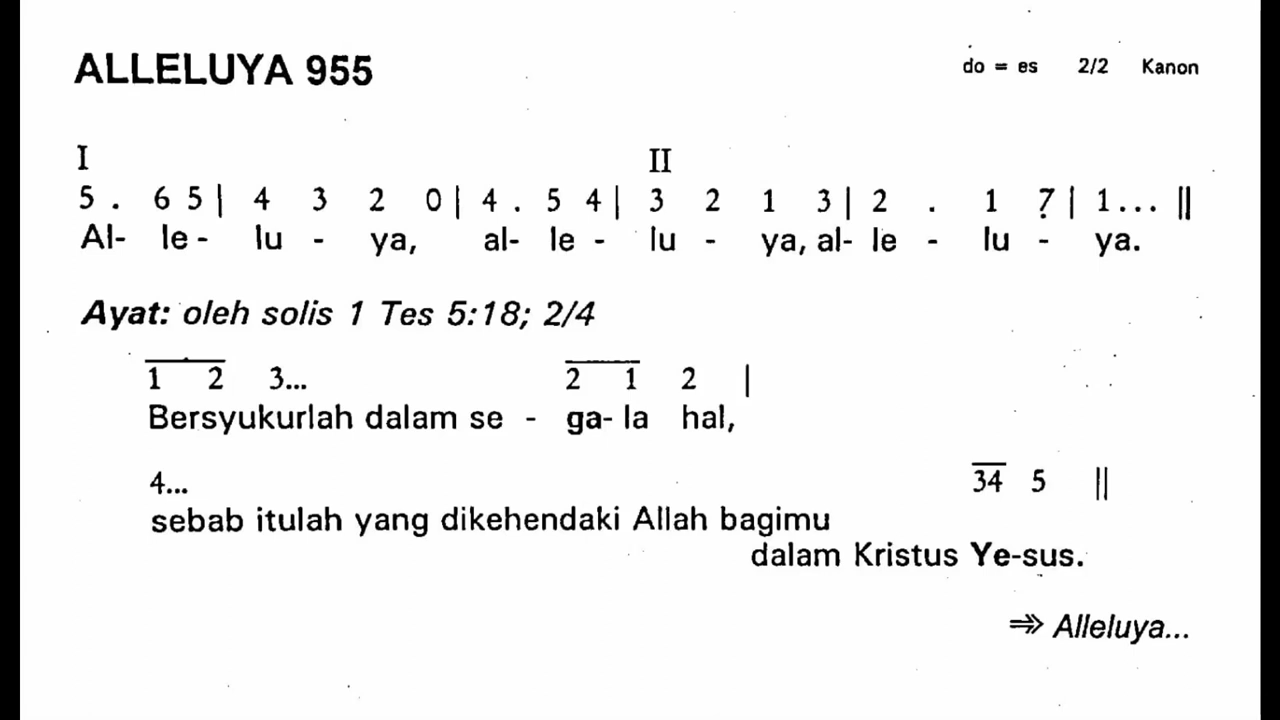 ALLELUYA 955 do = es 2/2 Kanon
I II
5 . 6 5 | 4 3 2 0 | 4 . 5 4 | 3 2 1 3 | 2 . 1 7̣ | 1... ||
Al- le- lu - ya, al- le - lu - ya, al- le - lu - ya.
Ayat: oleh solis 1 Tes 5:18; 2/4
1 2 3... 2 1 2 |
Bersyukurlah dalam se - ga- la hal,
4... 34 5 ||
sebab itulah yang dikehendaki Allah bagimu
dalam Kristus Ye-sus.
⇒ Alleluya...